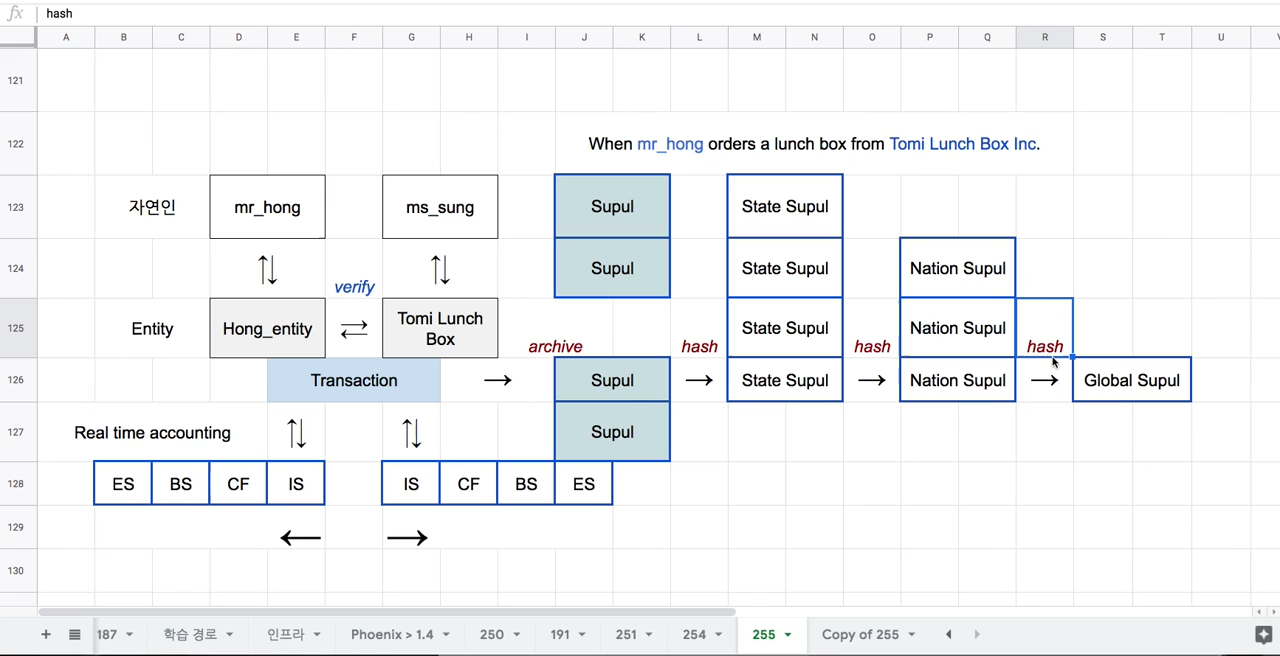 fx hash
A B C D E F G H I J K L M N O P Q R S T U
121
122 When mr_hong orders a lunch box from Tomi Lunch Box Inc.
123 자연인 mr_hong ms_sung Supul State Supul
124 ⇅ ⇅ Supul State Supul Nation Supul
verify
125 Entity Hong_entity ⇄ Tomi Lunch Box State Supul Nation Supul
archive hash hash hash
126 Transaction → Supul → State Supul → Nation Supul → Global Supul
127 Real time accounting ⇅ ⇅ Supul
128 ES BS CF IS IS CF BS ES
129 ← →
130
+ 187 학습 경로 인프라 Phoenix > 1.4 250 191 251 254 255 Copy of 255